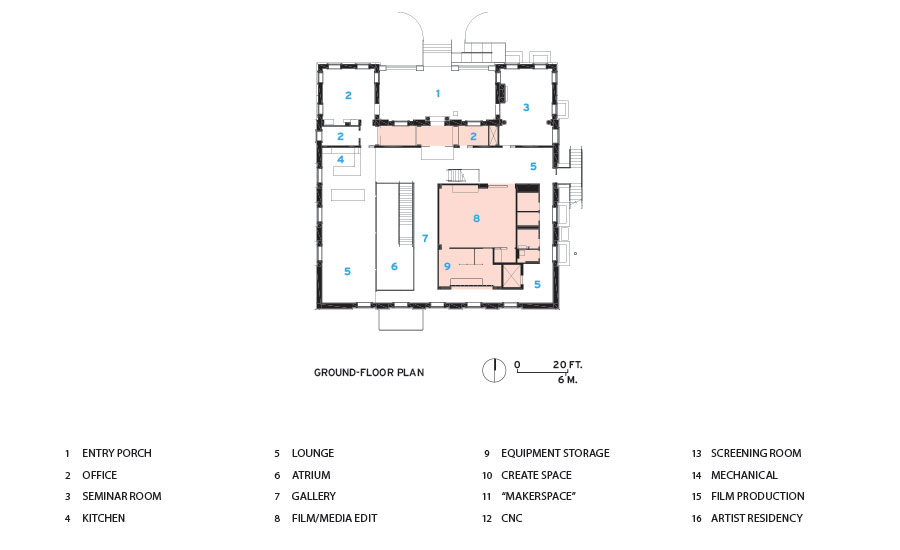 1
2
3
2
2
4
5
8
7
6
9
5
5
GROUND-FLOOR PLAN
0 20 FT.
6 M.
1 ENTRY PORCH
2 OFFICE
3 SEMINAR ROOM
4 KITCHEN
5 LOUNGE
6 ATRIUM
7 GALLERY
8 FILM/MEDIA EDIT
9 EQUIPMENT STORAGE
10 CREATE SPACE
11 “MAKERSPACE”
12 CNC
13 SCREENING ROOM
14 MECHANICAL
15 FILM PRODUCTION
16 ARTIST RESIDENCY